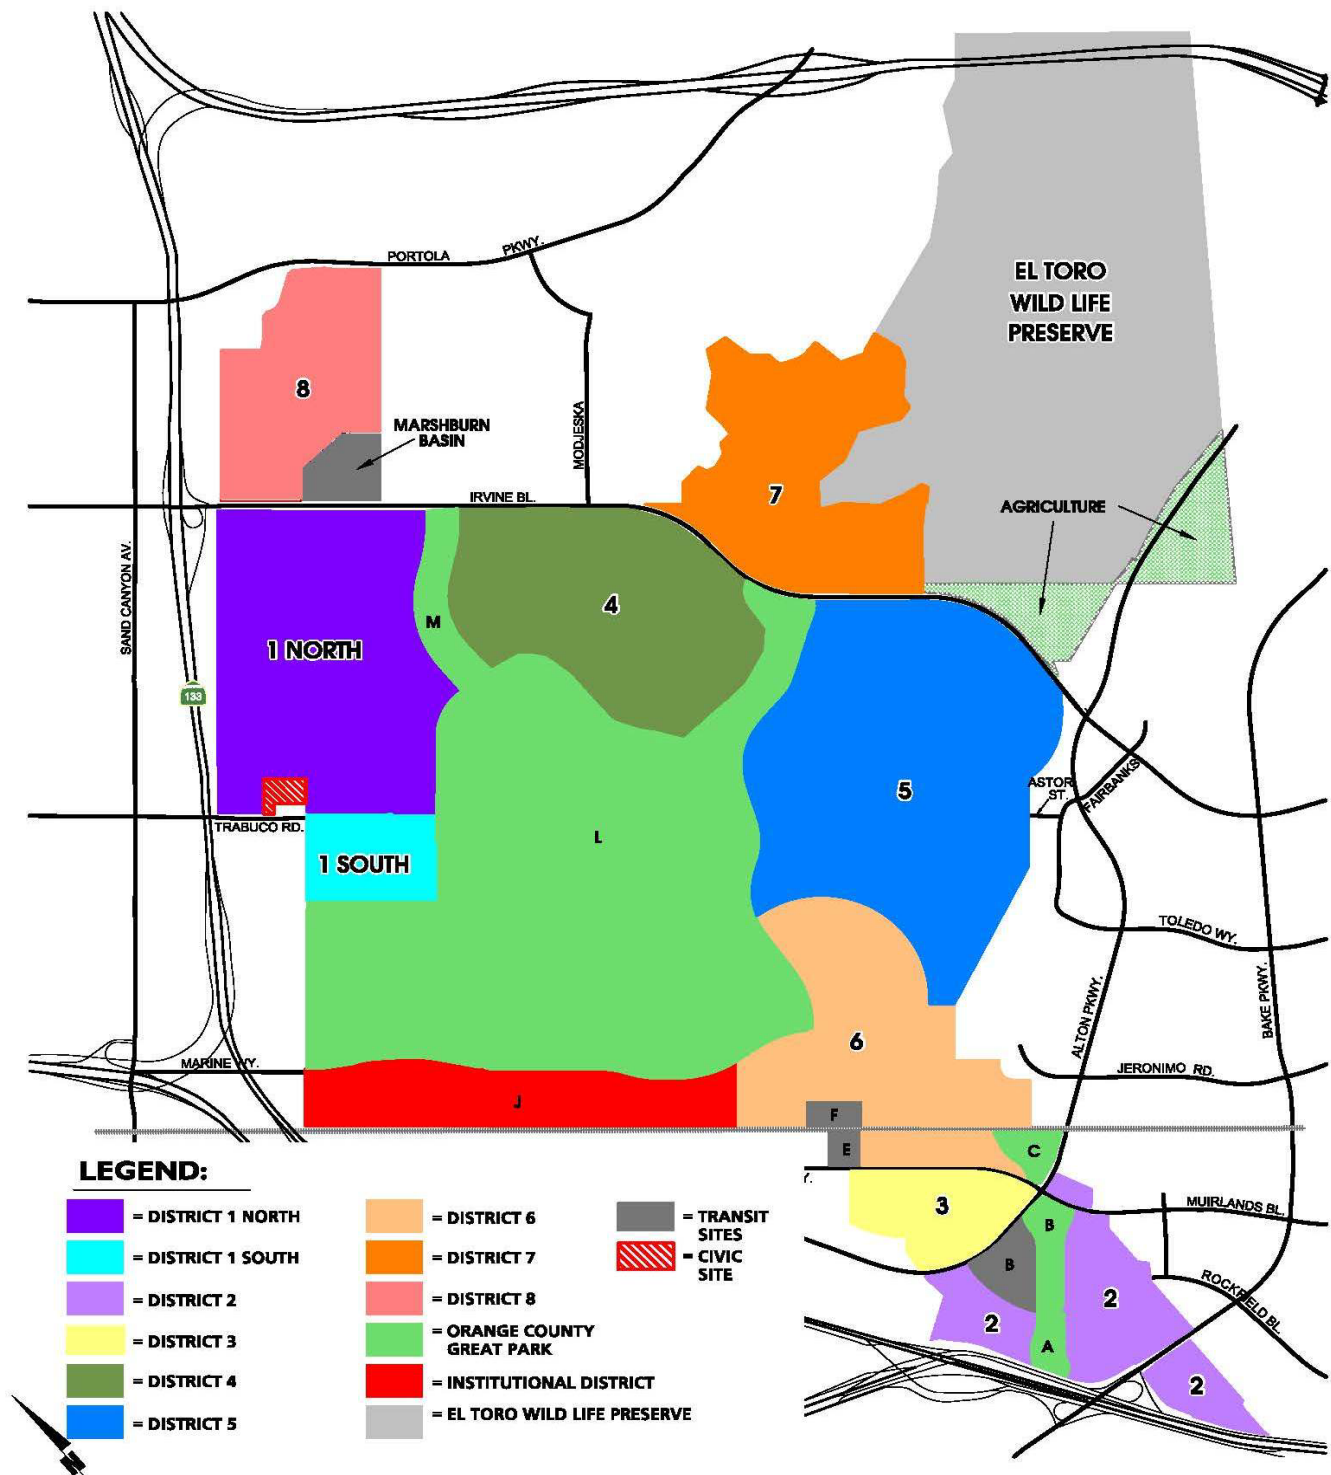 PORTOLA
PKWY.
EL TORO
WILD LIFE
PRESERVE
8
MARSHBURN
BASIN
MODJESKA
IRVINE BL.
7
AGRICULTURE
SAND CANYON AV.
4
M
1 NORTH
133
5
ASTOR
ST.
FAIRBANKS
TRABUCO RD.
L
1 SOUTH
TOLEDO WY.
ALTON PKWY.
BAKE PKWY.
6
MARINE WY.
JERONIMO RD.
J
F
E
C
Y.
3
MUIRLANDS BL.
B
B
ROCKFIELD BL.
2
2
A
2
LEGEND:
= DISTRICT 1 NORTH
= DISTRICT 1 SOUTH
= DISTRICT 2
= DISTRICT 3
= DISTRICT 4
= DISTRICT 5
= DISTRICT 6
= DISTRICT 7
= DISTRICT 8
= ORANGE COUNTY
GREAT PARK
= INSTITUTIONAL DISTRICT
= EL TORO WILD LIFE PRESERVE
= TRANSIT
SITES
= CIVIC
SITE
N